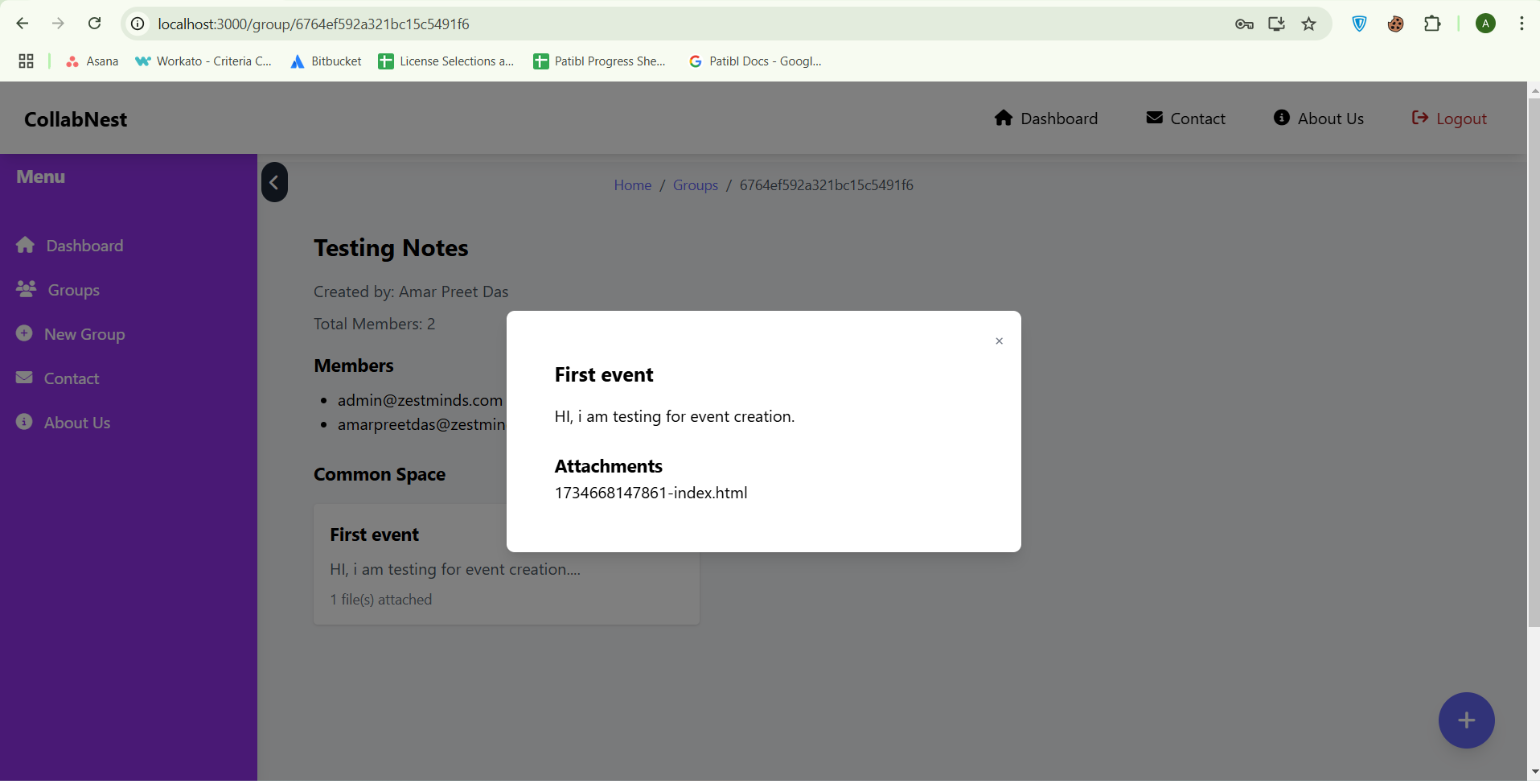 localhost:3000/group/6764ef592a321bc15c5491f6
A
Asana
Workato - Criteria C...
Bitbucket
License Selections a...
Patibl Progress She...
Patibl Docs - Googl...
CollabNest
Dashboard
Contact
About Us
Logout
Menu
Home / Groups / 6764ef592a321bc15c5491f6
Dashboard
Groups
New Group
Contact
About Us
Testing Notes
Created by: Amar Preet Das
Total Members: 2
Members
admin@zestminds.com
amarpreetdas@zestmin
Common Space
First event
HI, i am testing for event creation....
1 file(s) attached
×
First event
HI, i am testing for event creation.
Attachments
1734668147861-index.html
+